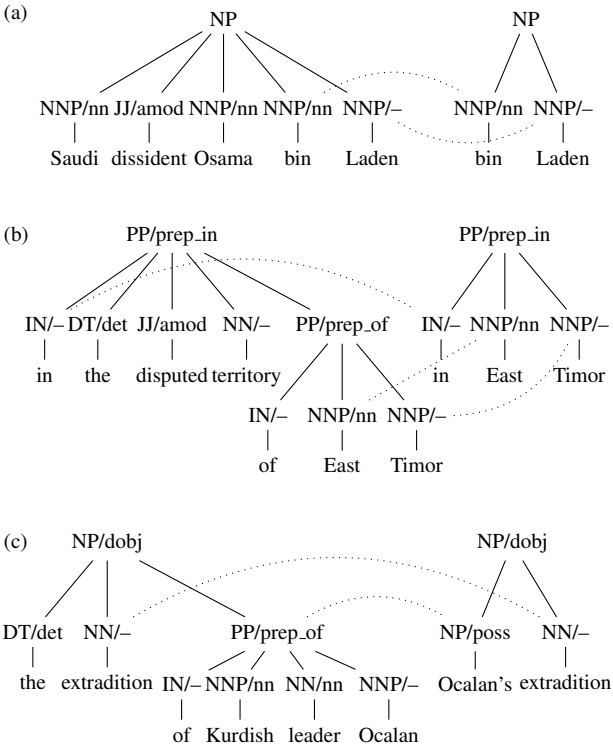 (a)
NP NP
NNP/nn JJ/amod NNP/nn NNP/nn NNP/– NNP/nn NNP/–
Saudi dissident Osama bin Laden bin Laden
(b)
PP/prep_in PP/prep_in
IN/– DT/det JJ/amod NN/– PP/prep_of IN/– NNP/nn NNP/–
in the disputed territory in East Timor
IN/– NNP/nn NNP/–
of East Timor
(c)
NP/dobj NP/dobj
DT/det NN/– PP/prep_of NP/poss NN/–
the extradition Ocalan's extradition
IN/– NNP/nn NN/nn NNP/–
of Kurdish leader Ocalan